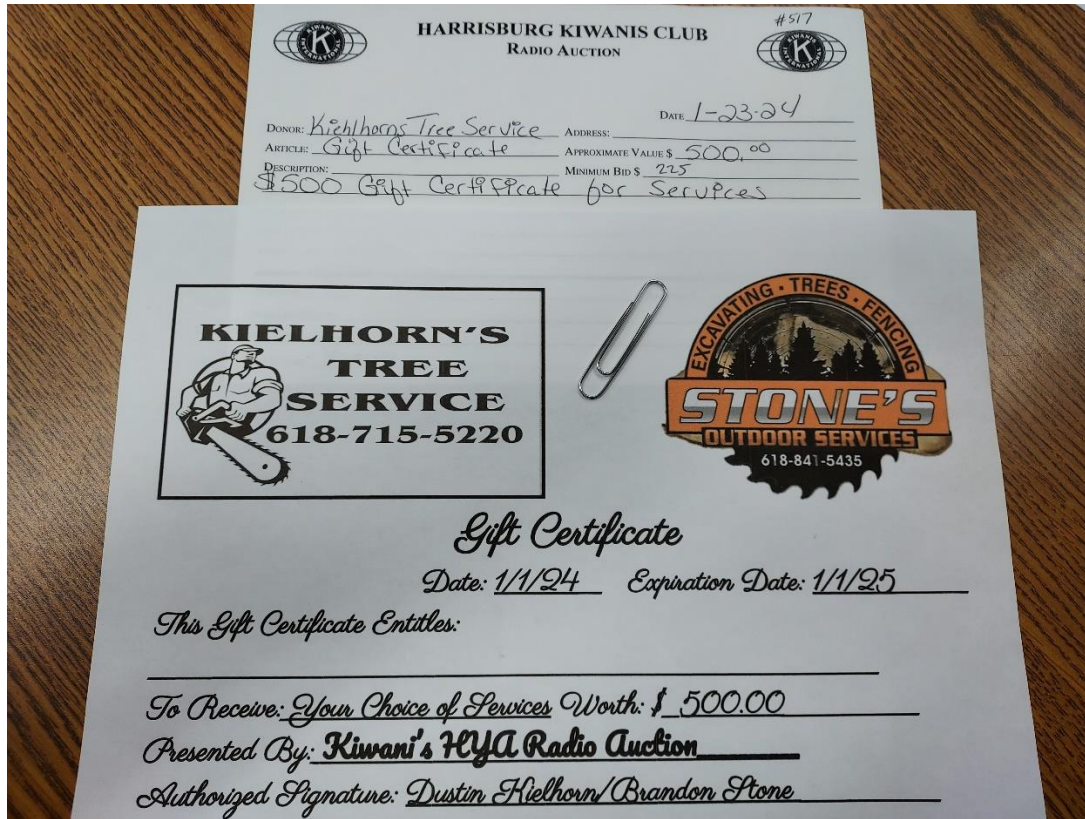 #517
HARRISBURG KIWANIS CLUB
RADIO AUCTION
K
KIWANIS
INTERNATIONAL
K
KIWANIS
INTERNATIONAL
DATE 1-23-24
DONOR: Kiehlhorns Tree Service ADDRESS:
ARTICLE: Gift Certificate APPROXIMATE VALUE $ 500.00
DESCRIPTION: MINIMUM BID $ 225
$500 Gift Certificate for Services
KIELHORN'S
TREE
SERVICE
618-715-5220
EXCAVATING · TREES · FENCING
STONE'S
OUTDOOR SERVICES
618-841-5435
Gift Certificate
Date: 1/1/24 Expiration Date: 1/1/25
This Gift Certificate Entitles:
To Receive: Your Choice of Services Worth: $ 500.00
Presented By: Kiwani's HYA Radio Auction
Authorized Signature: Dustin Kielhorn/Brandon Stone